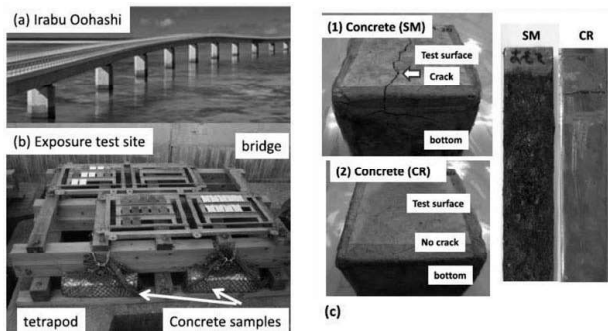 (a) Irabu Oohashi
(b) Exposure test site
bridge
tetrapod
Concrete samples
(1) Concrete (SM)
Test surface
Crack
bottom
(2) Concrete (CR)
Test surface
No crack
bottom
SM
CR
(c)